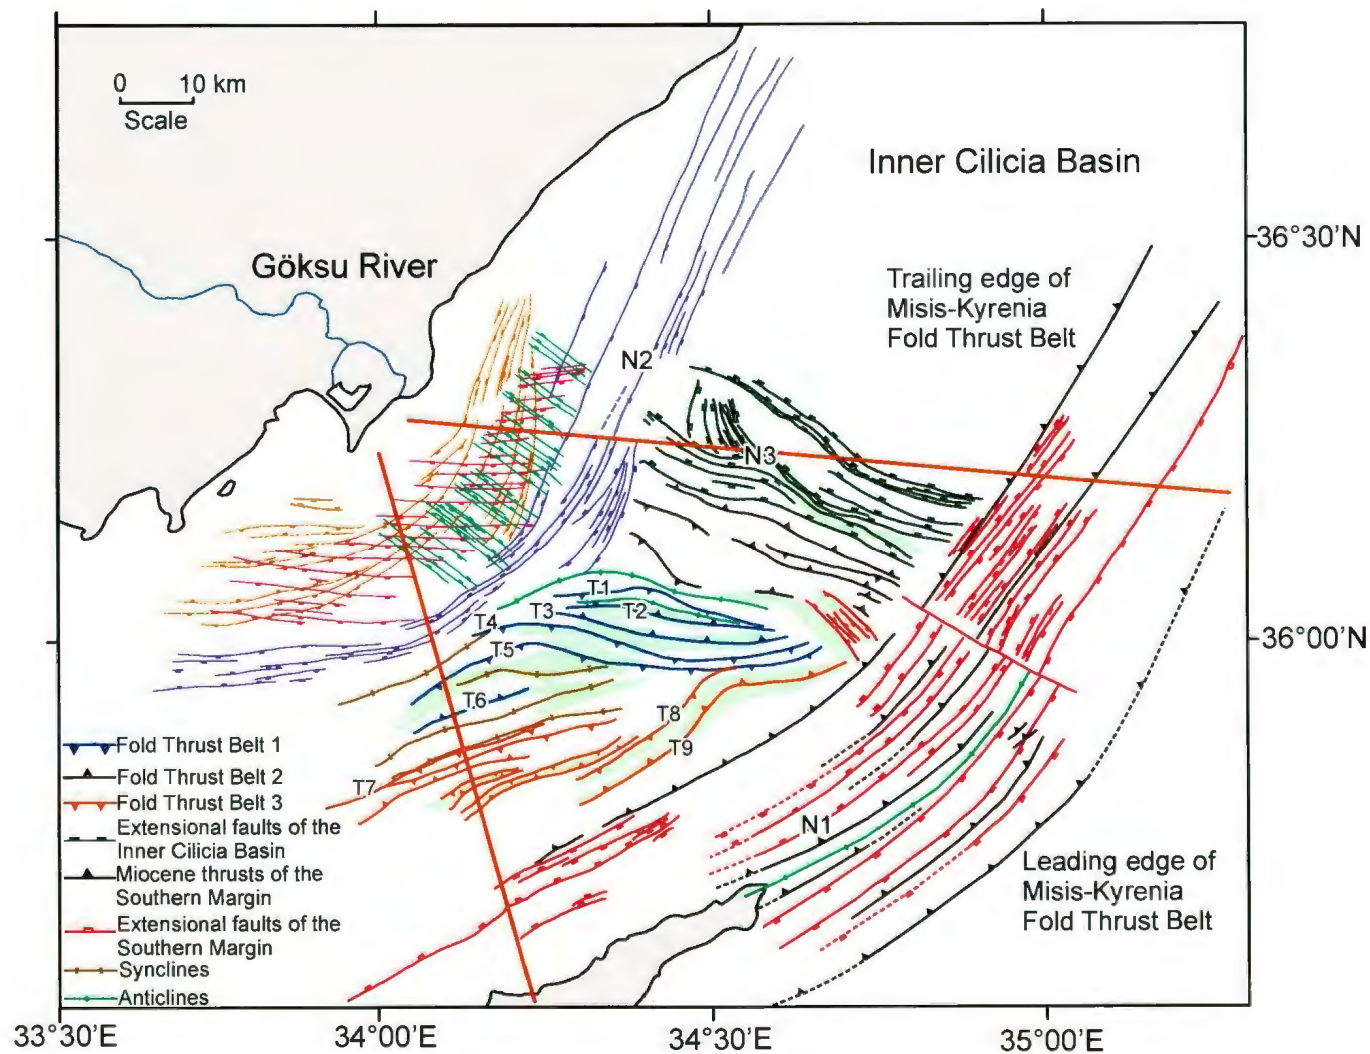 0 10 km
Scale
Inner Cilicia Basin
36°30'N
Göksu River
Trailing edge of
Misis-Kyrenia
Fold Thrust Belt
N2
N3
T1
T2
T3
T4
T5
T6
36°00'N
T8
T9
T7
N1
Fold Thrust Belt 1
Fold Thrust Belt 2
Fold Thrust Belt 3
Extensional faults of the
Inner Cilicia Basin
Miocene thrusts of the
Southern Margin
Extensional faults of the
Southern Margin
Synclines
Anticlines
Leading edge of
Misis-Kyrenia
Fold Thrust Belt
33°30'E 34°00'E 34°30'E 35°00'E